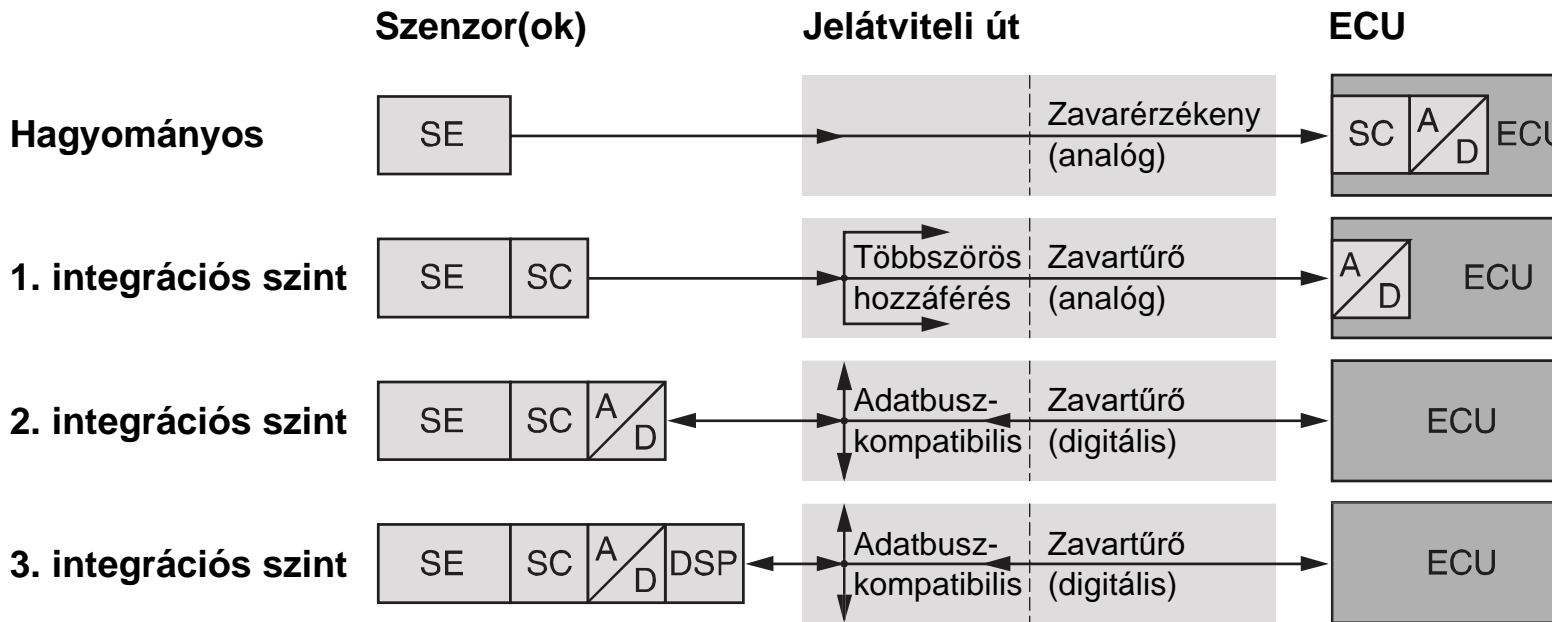 Szenzor(ok) Jelátviteli út ECU
Hagyományos SE Zavarérzékeny SC A D ECU
(analóg)
1. integrációs szint SE SC Többszörös Zavartűrő A D ECU
hozzáférés (analóg)
2. integrációs szint SE SC A D Adatbusz- Zavartűrő ECU
kompatibilis (digitális)
3. integrációs szint SE SC A D DSP Adatbusz- Zavartűrő ECU
kompatibilis (digitális)